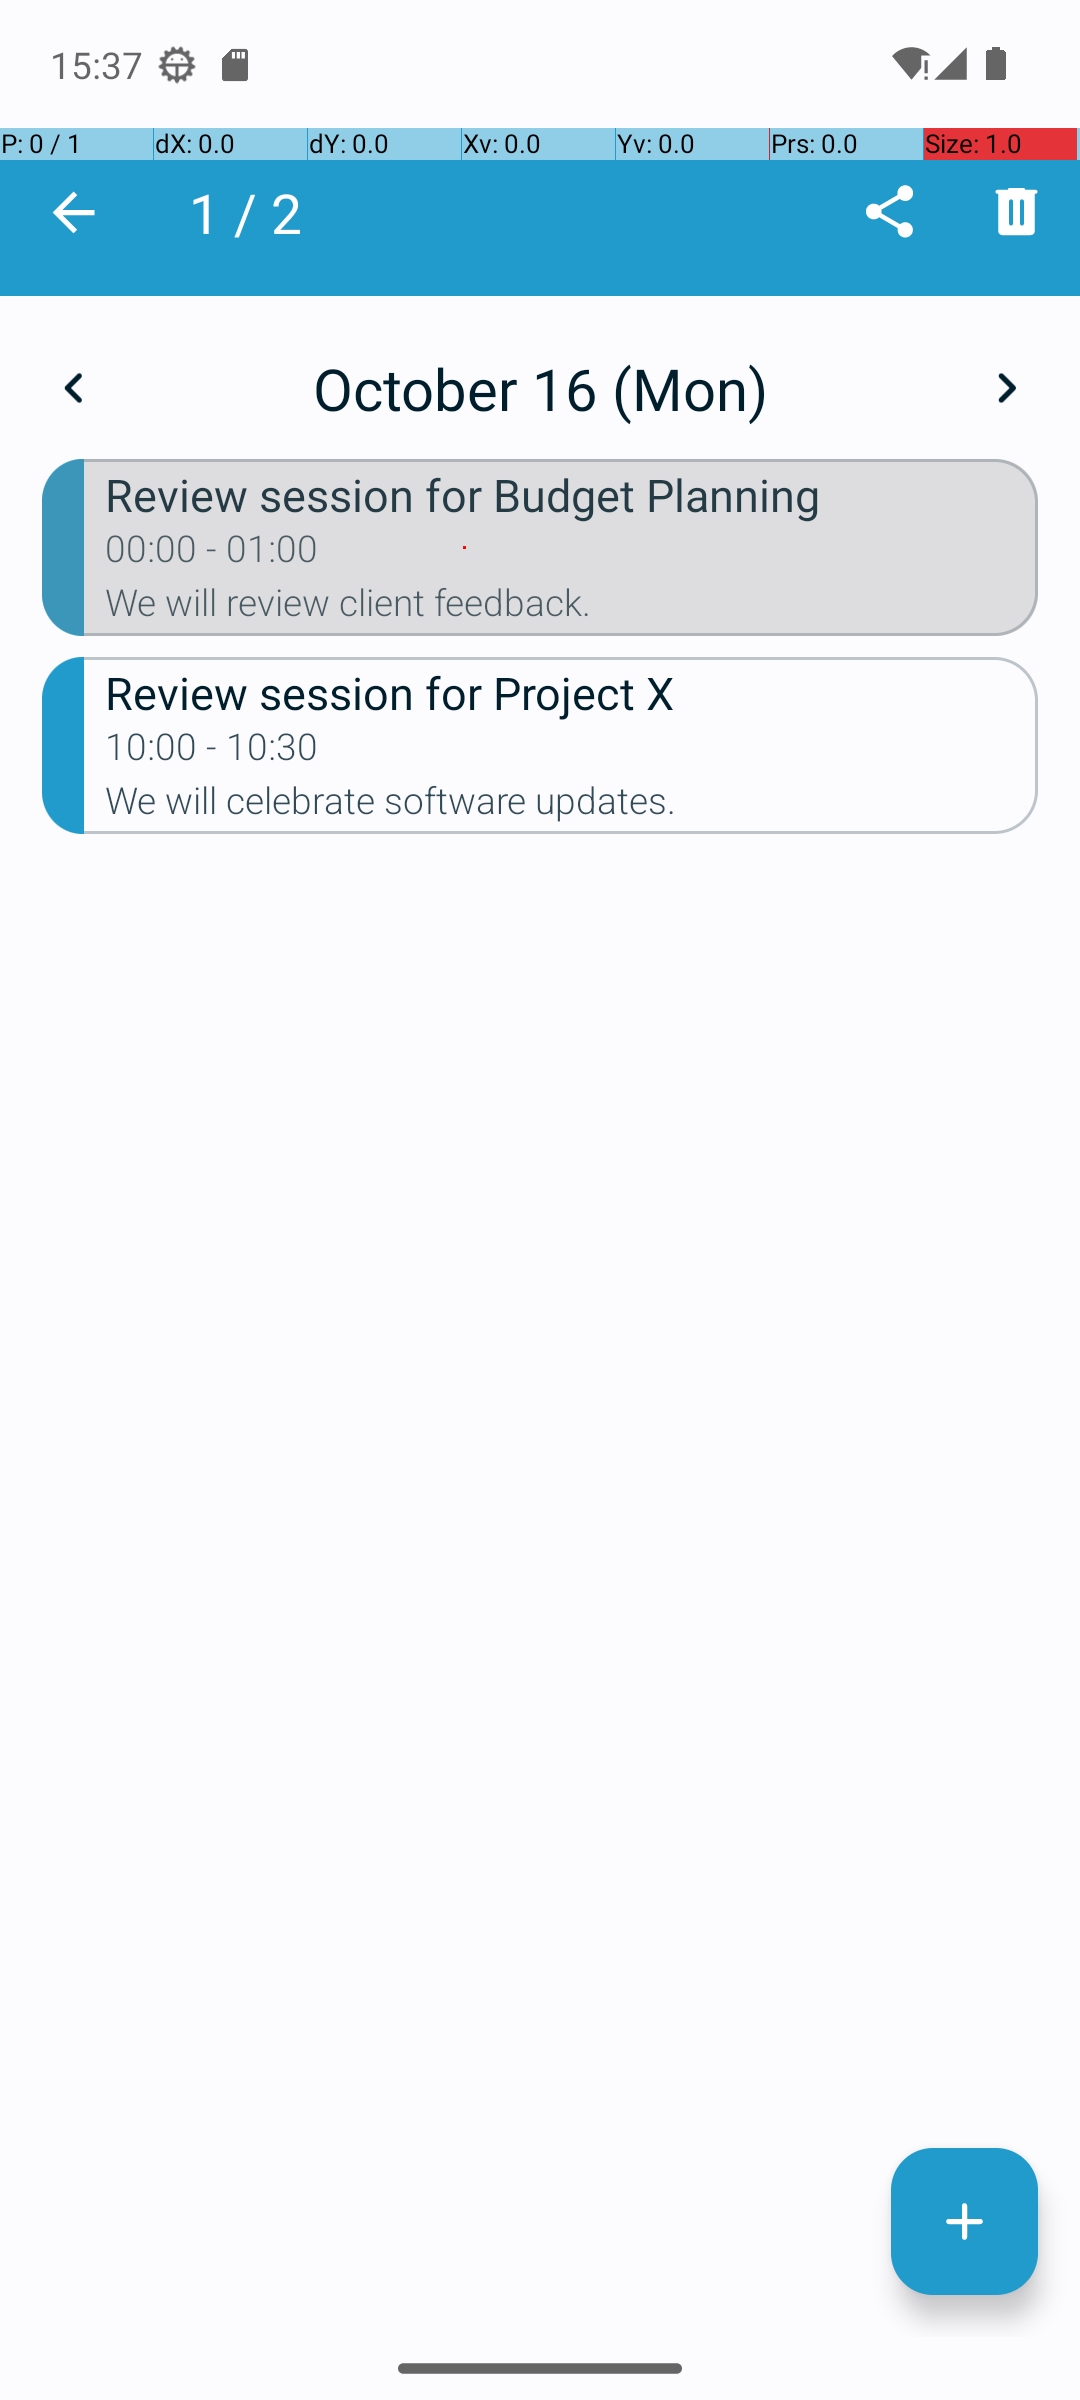 15:37
P: 0 / 1 dX: 0.0 dY: 0.0 Xv: 0.0 Yv: 0.0 Prs: 0.0 Size: 1.0
1 / 2
October 16 (Mon)
Review session for Budget Planning
00:00 - 01:00
We will review client feedback.
Review session for Project X
10:00 - 10:30
We will celebrate software updates.